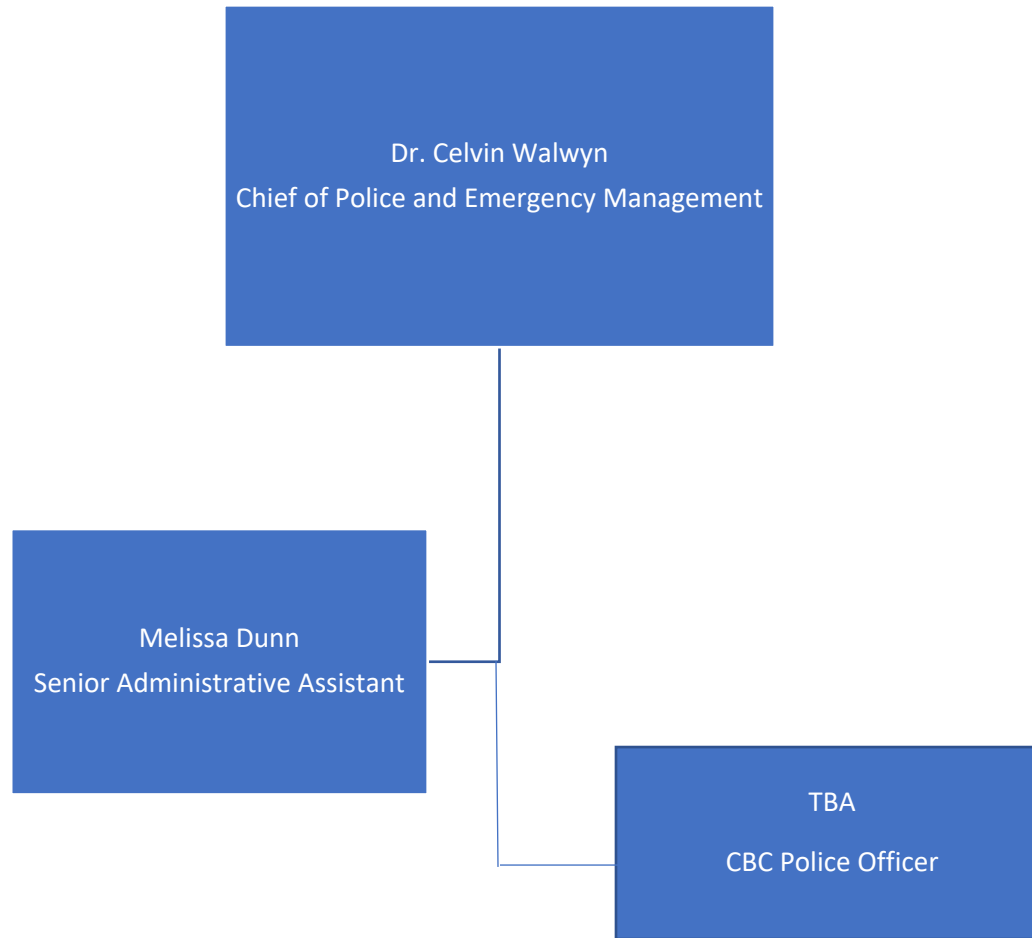 Dr. Celvin Walwyn
Chief of Police and Emergency Management
Melissa Dunn
Senior Administrative Assistant
TBA
CBC Police Officer